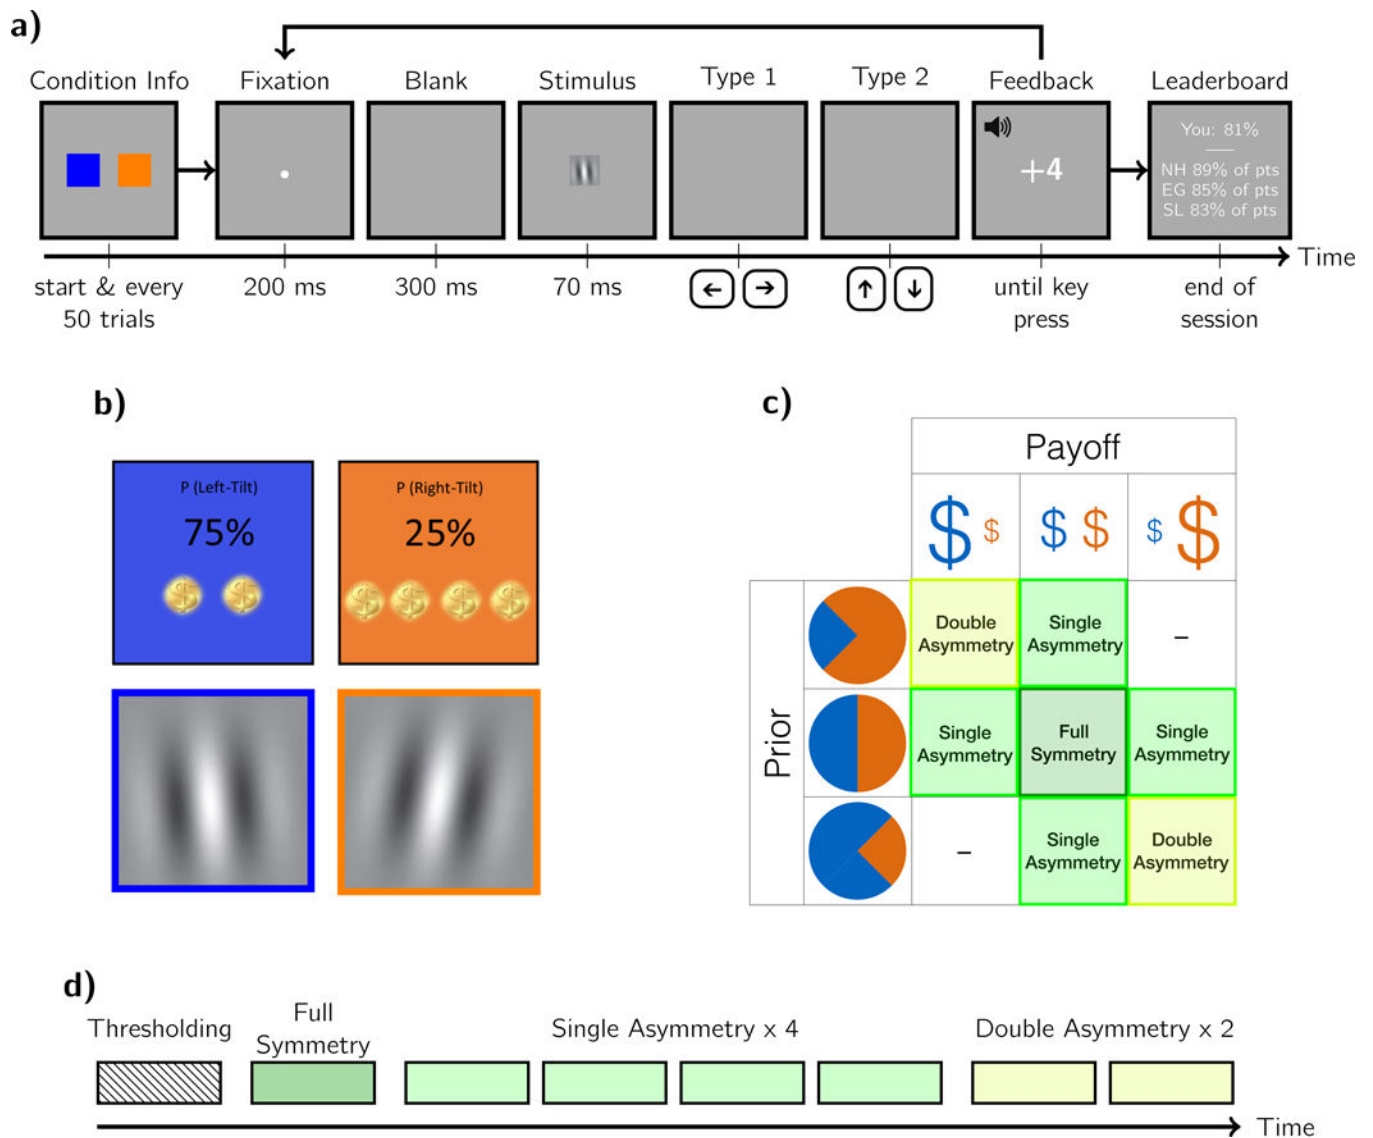 a)
Condition Info
Fixation
Blank
Stimulus
Type 1
Type 2
Feedback
Leaderboard
+4
You: 81%
NH 89% of pts
EG 85% of pts
SL 83% of pts
Time
start & every
50 trials
200 ms
300 ms
70 ms
← →
↑ ↓
until key
press
end of
session
b)
P (Left-Tilt)
75%
P (Right-Tilt)
25%
c)
Payoff
$ $
$ $
$ $
Prior
Double
Asymmetry
Single
Asymmetry
–
Single
Asymmetry
Full
Symmetry
Single
Asymmetry
–
Single
Asymmetry
Double
Asymmetry
d)
Thresholding
Full
Symmetry
Single Asymmetry x 4
Double Asymmetry x 2
Time